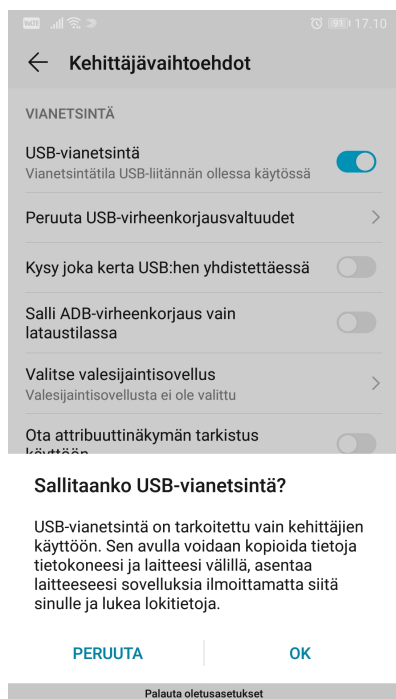 17.10
Kehittäjävaihtoehdot
VIANETSINTÄ
USB-vianetsintä
Vianetsintätila USB-liitännän ollessa käytössä
Peruuta USB-virheenkorjausvaltuudet
Kysy joka kerta USB:hen yhdistettäessä
Salli ADB-virheenkorjaus vain
lataustilassa
Valitse valesijaintisovellus
Valesijaintisovellusta ei ole valittu
Ota attribuuttinäkymän tarkistus
käyttöön
Sallitaanko USB-vianetsintä?
USB-vianetsintä on tarkoitettu vain kehittäjien
käyttöön. Sen avulla voidaan kopioida tietoja
tietokoneesi ja laitteesi välillä, asentaa
laitteeseesi sovelluksia ilmoittamatta siitä
sinulle ja lukea lokitietoja.
PERUUTA
OK
Palauta oletusasetukset